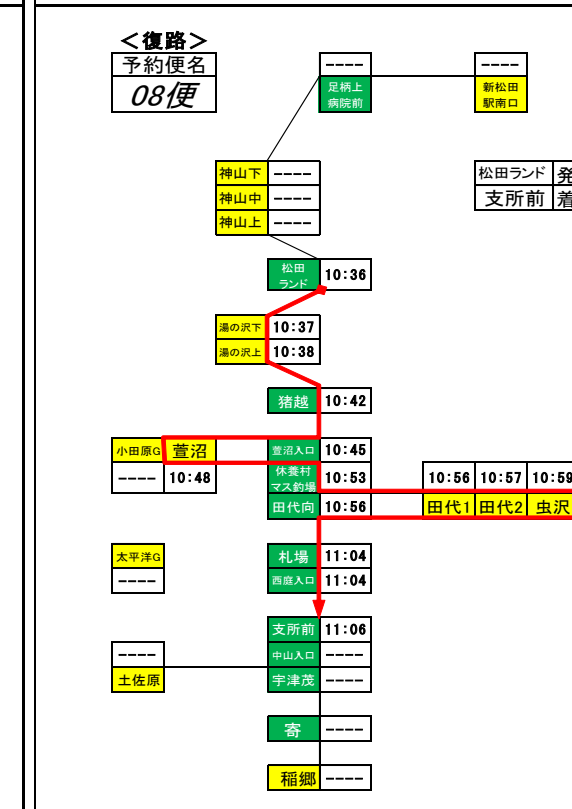 ＜復路＞
予約便名
08便
----
足柄上
病院前
----
新松田
駅南口
神山下 ----
神山中 ----
神山上 ----
松田ランド 発
支所前 着
松田
ランド
10:36
湯の沢下 10:37
湯の沢上 10:38
猪越 10:42
小田原G 萱沼
---- 10:48
萱沼入口 10:45
休養村
マス釣場
10:53
田代向 10:56
10:56 10:57 10:59
田代1 田代2 虫沢
太平洋G
----
札場 11:04
西庭入口 11:04
支所前 11:06
----
土佐原
中山入口 ----
宇津茂 ----
寄 ----
稲郷 ----